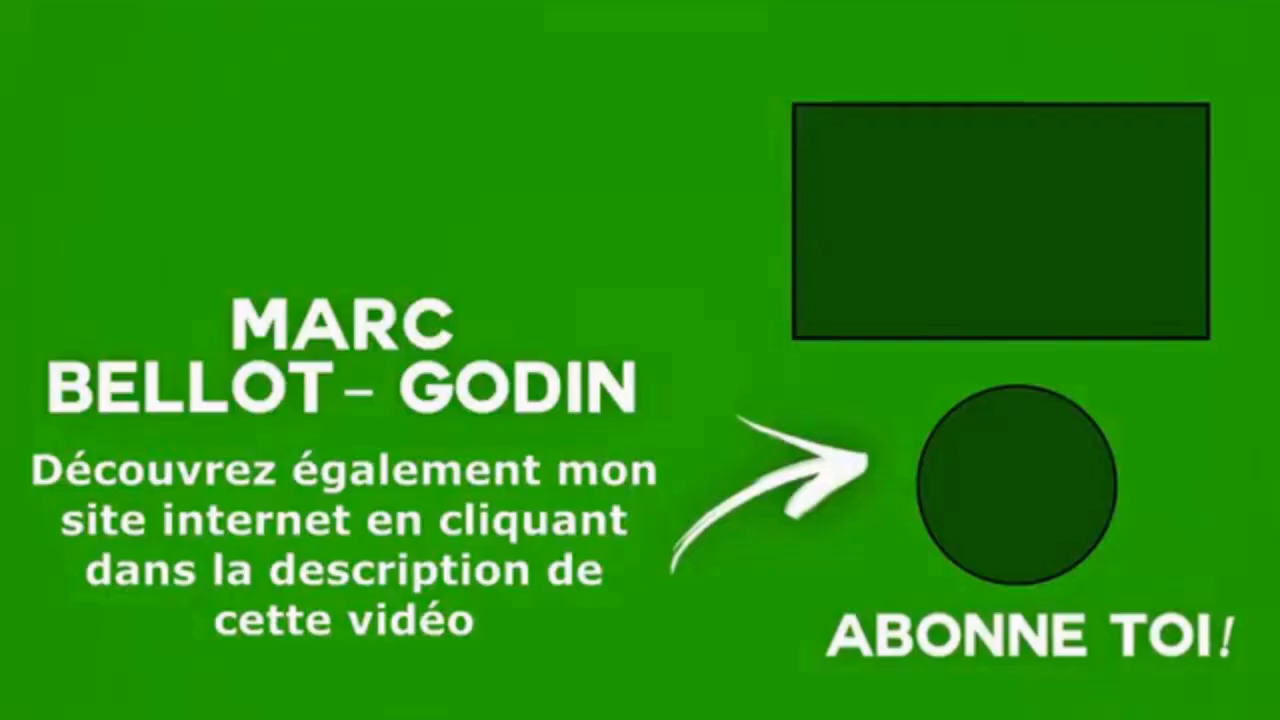 MARC
BELLOT - GODIN
Découvrez également mon
site internet en cliquant
dans la description de
cette vidéo
ABONNE TOI!